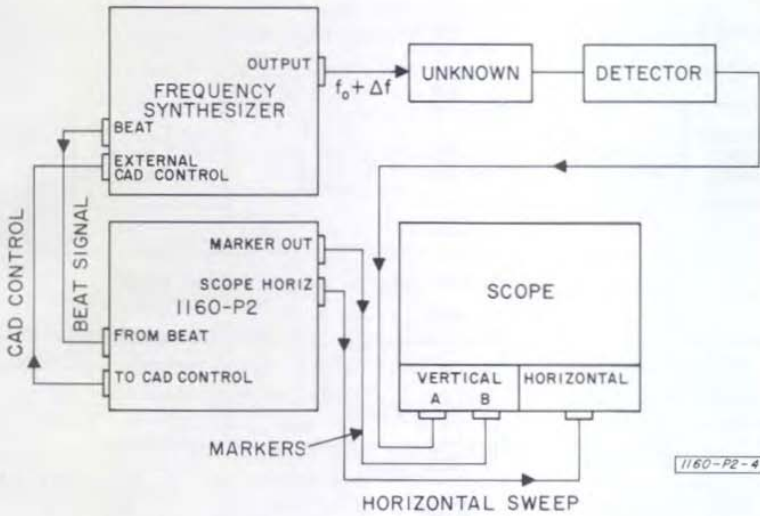 OUTPUT
FREQUENCY
SYNTHESIZER
BEAT
EXTERNAL
CAD CONTROL
f₀ + Δf
UNKNOWN
DETECTOR
CAD CONTROL
BEAT SIGNAL
MARKER OUT
SCOPE HORIZ
1160-P2
FROM BEAT
TO CAD CONTROL
SCOPE
VERTICAL
A B
HORIZONTAL
MARKERS
HORIZONTAL SWEEP
1160-P2-4